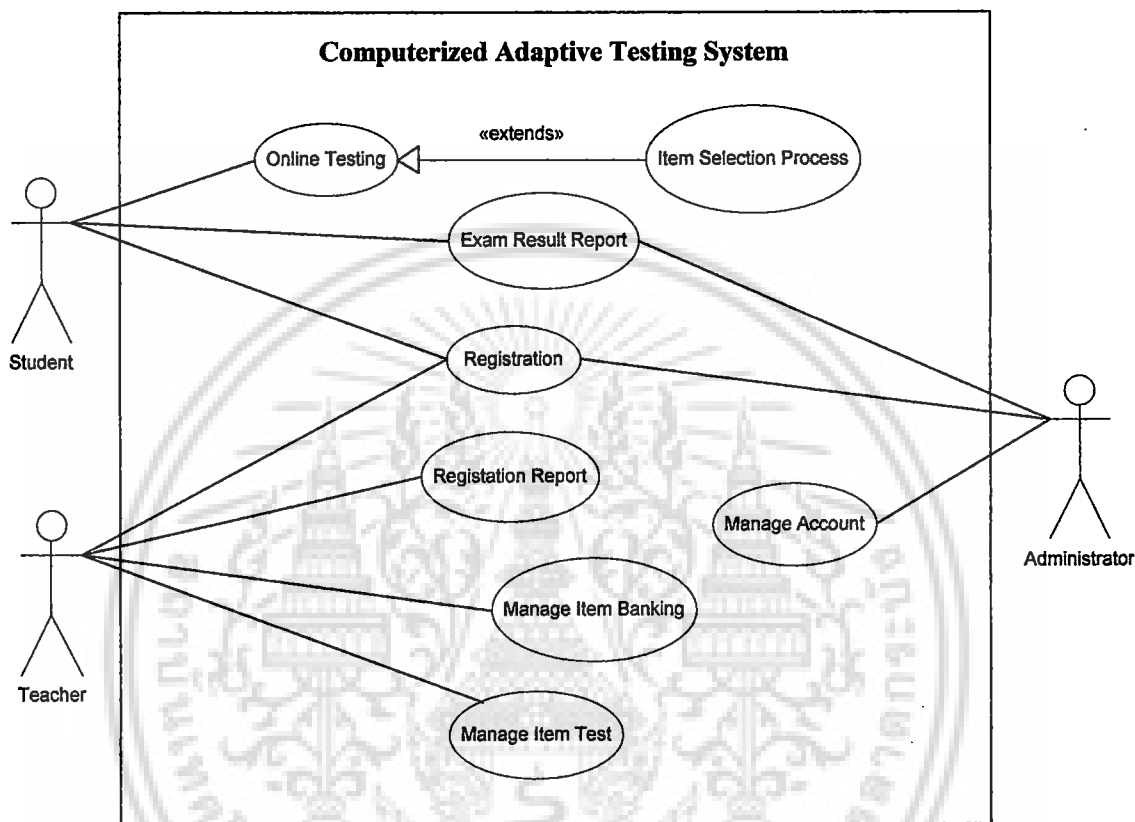 Computerized Adaptive Testing System
«extends»
Online Testing
Item Selection Process
Exam Result Report
Student
Registration
Registation Report
Manage Account
Administrator
Teacher
Manage Item Banking
Manage Item Test